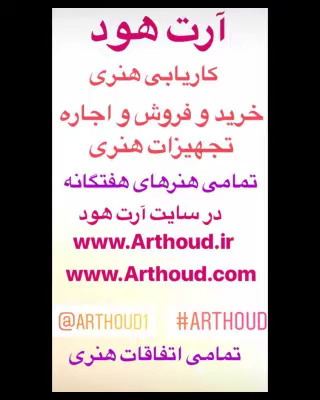 آرت هود
کاریابی هنری
خرید و فروش و اجاره
تجهیزات هنری
تمامی هنرهای هفتگانه
در سایت آرت هود
www.Arthoud.ir
www.Arthoud.com
@ARTHOUD1 #ARTHOUD
تمامی اتفاقات هنری